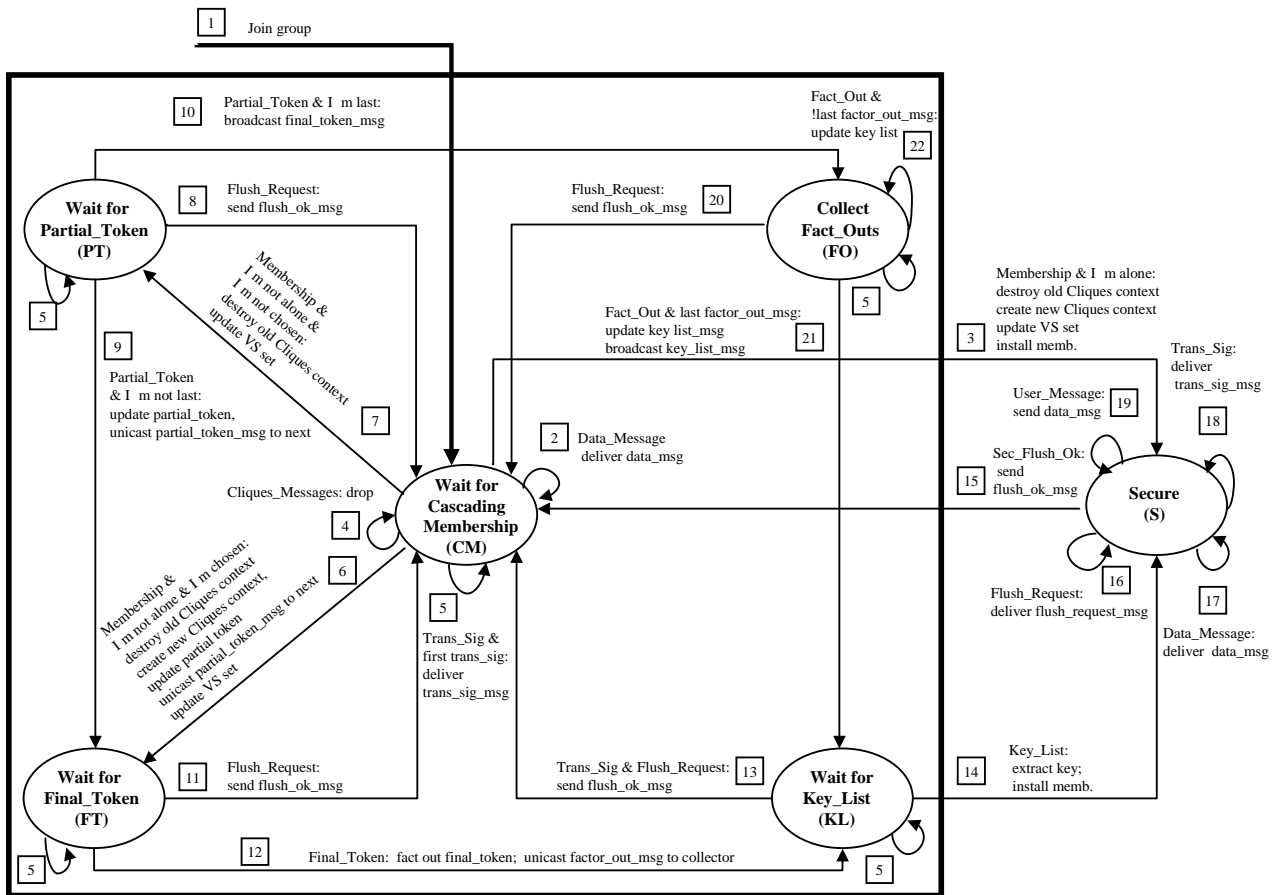 1
Join group
10
Partial_Token & I m last:
broadcast final_token_msg
Fact_Out &
!last factor_out_msg:
update key list
22
Wait for
Partial_Token
(PT)
8
Flush_Request:
send flush_ok_msg
Flush_Request:
send flush_ok_msg
20
Collect
Fact_Outs
(FO)
5
5
Membership &
I m not alone &
I m not chosen:
destroy old Cliques context
update VS set
7
9
Partial_Token
& I m not last:
update partial_token,
unicast partial_token_msg to next
Fact_Out & last factor_out_msg:
update key list_msg
broadcast key_list_msg
21
3
Membership & I m alone:
destroy old Cliques context
create new Cliques context
update VS set
install memb.
Trans_Sig:
deliver
trans_sig_msg
18
User_Message:
send data_msg
19
2
Data_Message
deliver data_msg
Cliques_Messages: drop
4
Wait for
Cascading
Membership
(CM)
15
Sec_Flush_Ok:
send
flush_ok_msg
Secure
(S)
6
Membership &
I m not alone & I m chosen:
destroy old Cliques context
create new Cliques context,
update partial token
unicast partial_token_msg to next
update VS set
5
Trans_Sig &
first trans_sig:
deliver
trans_sig_msg
16
Flush_Request:
deliver flush_request_msg
17
Data_Message:
deliver data_msg
Wait for
Final_Token
(FT)
11
Flush_Request:
send flush_ok_msg
Trans_Sig & Flush_Request:
send flush_ok_msg
13
Wait for
Key_List
(KL)
14
Key_List:
extract key;
install memb.
5
12
Final_Token: fact out final_token; unicast factor_out_msg to collector
5